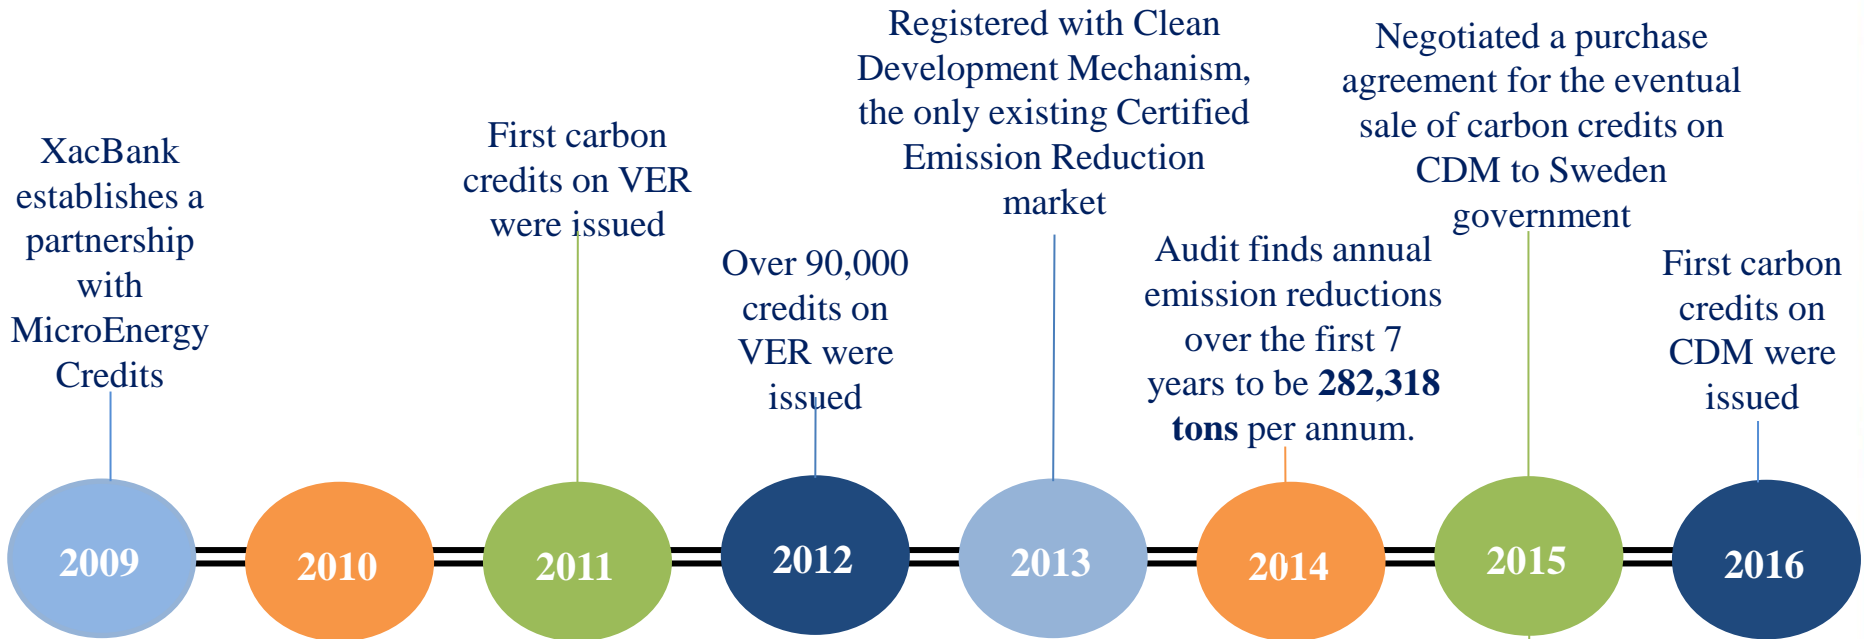 XacBank
establishes a
partnership
with
MicroEnergy
Credits
First carbon
credits on VER
were issued
Over 90,000
credits on
VER were
issued
Registered with Clean
Development Mechanism,
the only existing Certified
Emission Reduction
market
Audit finds annual
emission reductions
over the first 7
years to be 282,318
tons per annum.
Negotiated a purchase
agreement for the eventual
sale of carbon credits on
CDM to Sweden
government
First carbon
credits on
CDM were
issued
2009
2010
2011
2012
2013
2014
2015
2016